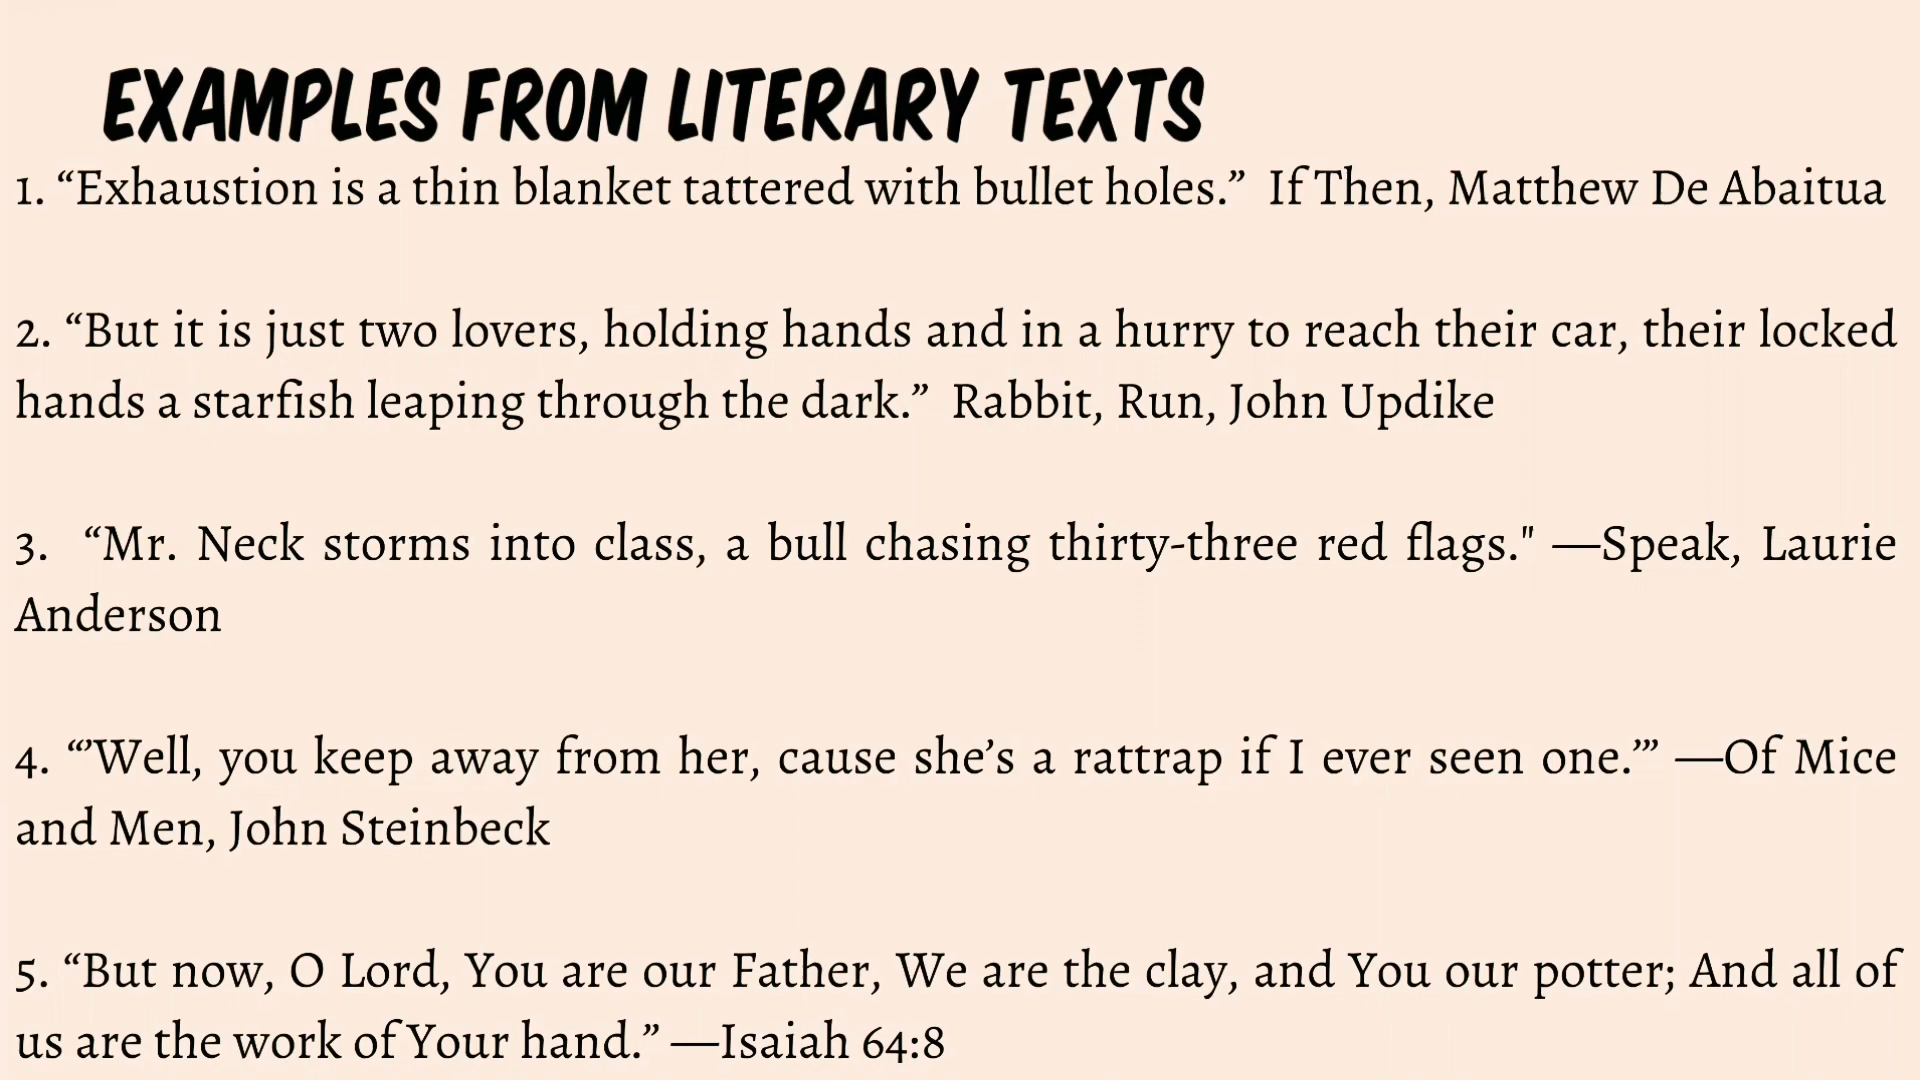 EXAMPLES FROM LITERARY TEXTS
1. “Exhaustion is a thin blanket tattered with bullet holes.” If Then, Matthew De Abaitua
2. “But it is just two lovers, holding hands and in a hurry to reach their car, their locked
hands a starfish leaping through the dark.” Rabbit, Run, John Updike
3. “Mr. Neck storms into class, a bull chasing thirty-three red flags." —Speak, Laurie
Anderson
4. “’Well, you keep away from her, cause she’s a rattrap if I ever seen one.’” —Of Mice
and Men, John Steinbeck
5. “But now, O Lord, You are our Father, We are the clay, and You our potter; And all of
us are the work of Your hand.” —Isaiah 64:8